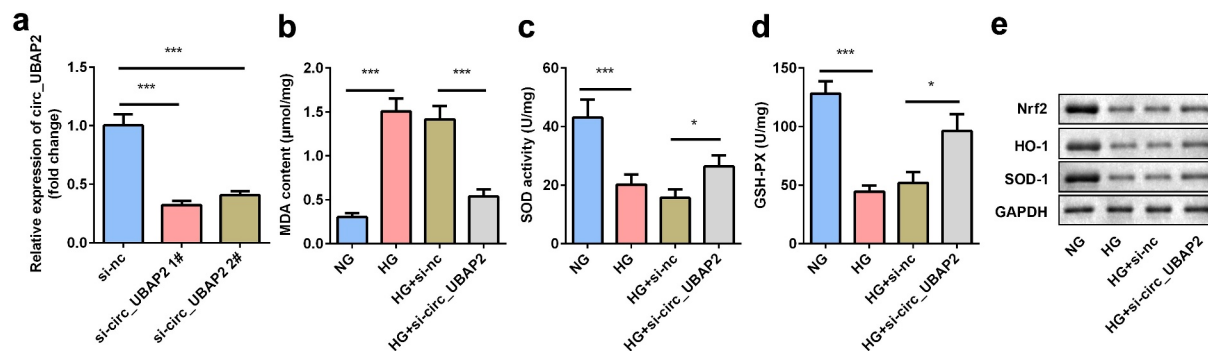 a
Relative expression of circ_UBAP2
(fold change)
1.5
1.0
0.5
0.0
***
***
si-nc
si-circ_UBAP2 1#
si-circ_UBAP2 2#
b
MDA content (μmol/mg)
2.0
1.5
1.0
0.5
0.0
***
***
NG
HG
HG+si-nc
HG+si-circ_UBAP2
c
SOD activity (U/mg)
60
40
20
0
***
*
NG
HG
HG+si-nc
HG+si-circ_UBAP2
d
GSH-PX (U/mg)
150
100
50
0
***
*
NG
HG
HG+si-nc
HG+si-circ_UBAP2
e
Nrf2
HO-1
SOD-1
GAPDH
NG
HG
HG+si-nc
HG+si-circ_UBAP2